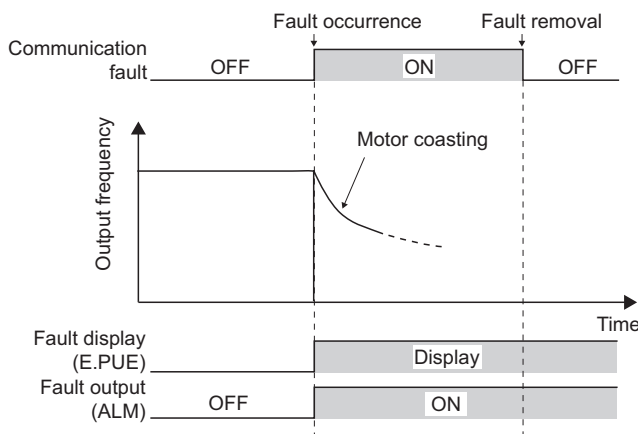 Fault occurrence
Fault removal
Communication
fault
OFF
ON
OFF
Output frequency
Motor coasting
Time
Fault display
(E.PUE)
Display
Fault output
(ALM)
OFF
ON